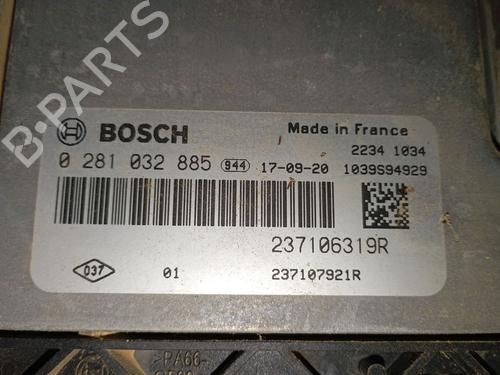 B-PARTS
BOSCH
Made in France
2234 1034
0 281 032 885 944 17-09-20 1039S94929
237106319R
037 01 237107921R
>PA66-